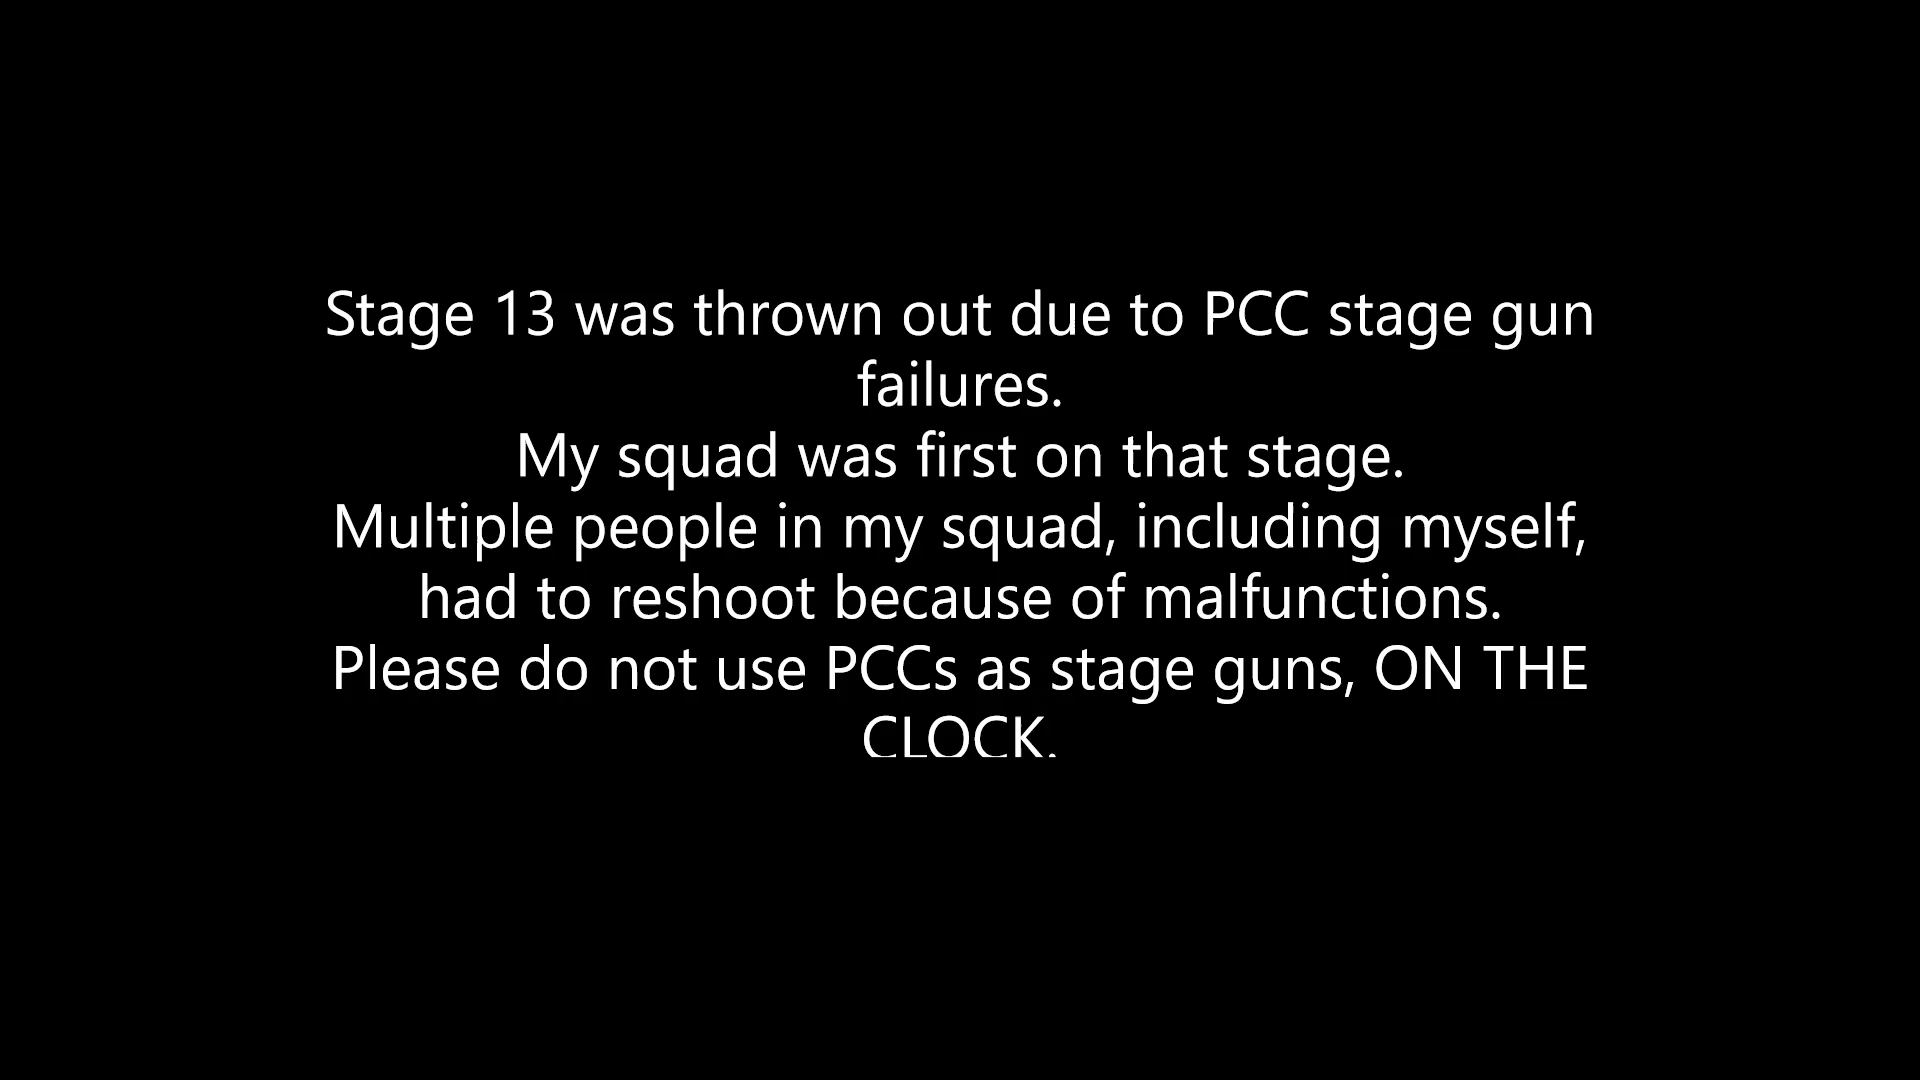 Stage 13 was thrown out due to PCC stage gun
failures.
My squad was first on that stage.
Multiple people in my squad, including myself,
had to reshoot because of malfunctions.
Please do not use PCCs as stage guns, ON THE
CLOCK.